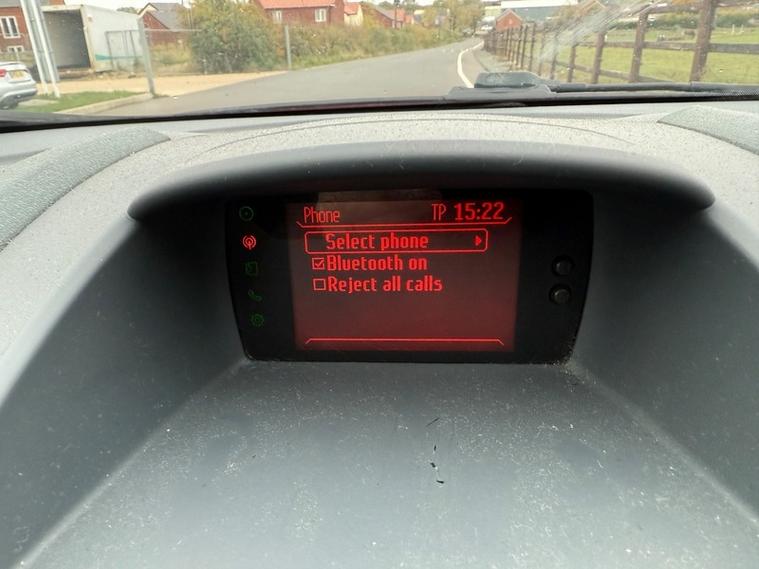 Phone TP 15:22
Select phone
Bluetooth on
Reject all calls